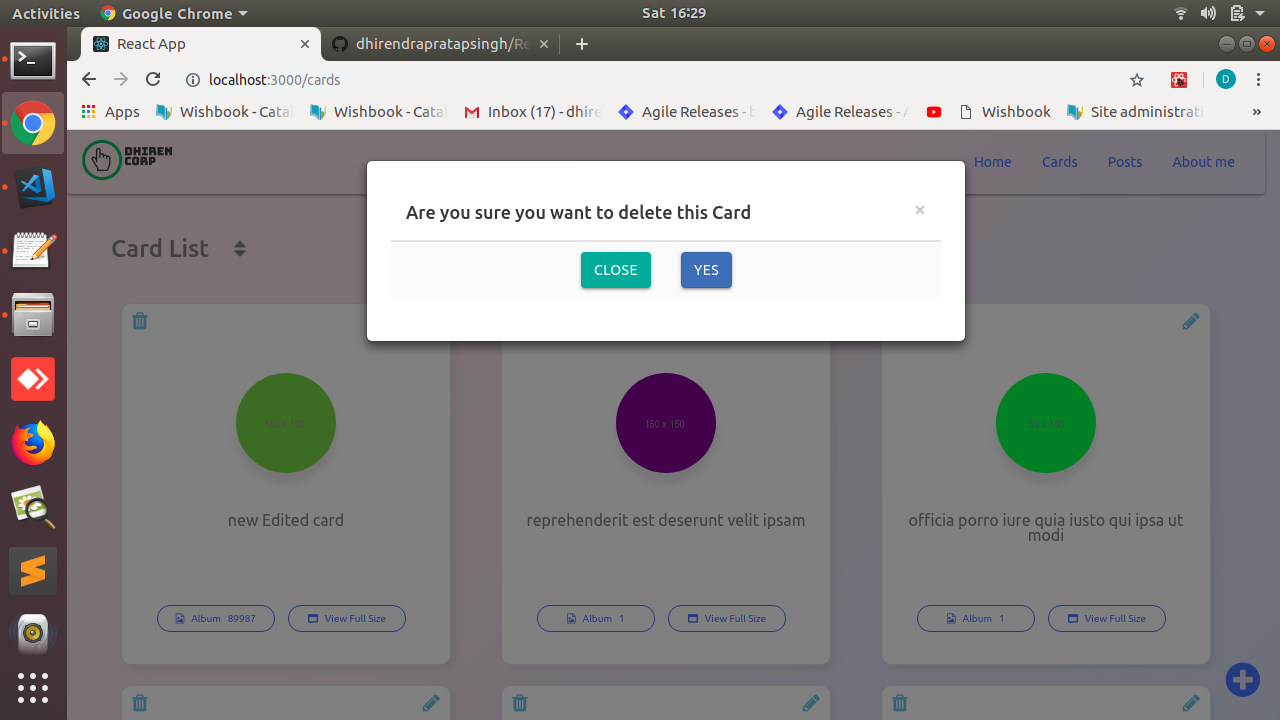 Activities Google Chrome Sat 16:29
React App dhirendrapratapsingh/Re
localhost:3000/cards D
Apps Wishbook - Catal Wishbook - Catal Inbox (17) - dhire Agile Releases - b Agile Releases - A Wishbook Site administrati »
DHIREN
CORP
Home Cards Posts About me
Are you sure you want to delete this Card ×
CLOSE YES
Card List
150 x 150 150 x 150 150 x 150
new Edited card
reprehenderit est deserunt velit ipsam
officia porro iure quia iusto qui ipsa ut
modi
Album 89987 View Full Size Album 1 View Full Size Album 1 View Full Size